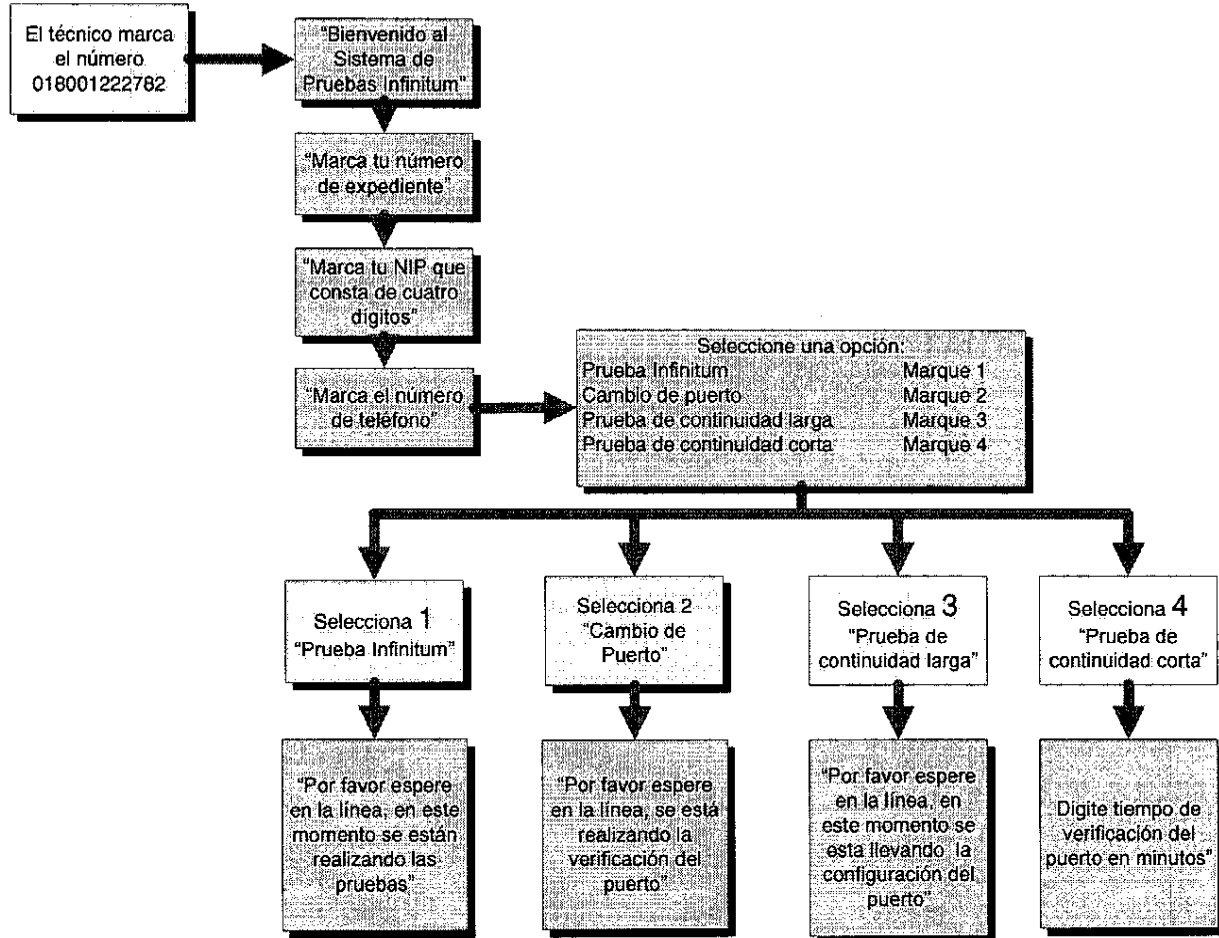 El técnico marca
el número
018001222782
“Bienvenido al
Sistema de
Pruebas Infinitum”
“Marca tu número
de expediente”
“Marca tu NIP que
consta de cuatro
dígitos”
“Marca el número
de teléfono”
Seleccione una opción:
Prueba Infinitum Marque 1
Cambio de puerto Marque 2
Prueba de continuidad larga Marque 3
Prueba de continuidad corta Marque 4
Selecciona 1
“Prueba Infinitum”
Selecciona 2
“Cambio de
Puerto”
Selecciona 3
“Prueba de
continuidad larga”
Selecciona 4
“Prueba de
continuidad corta”
“Por favor espere
en la línea, en este
momento se están
realizando las
pruebas”
“Por favor espere
en la línea, se está
realizando la
verificación del
puerto”
“Por favor espere
en la línea, en
este momento se
esta llevando la
configuración del
puerto”
Digite tiempo de
verificación del
puerto en minutos”